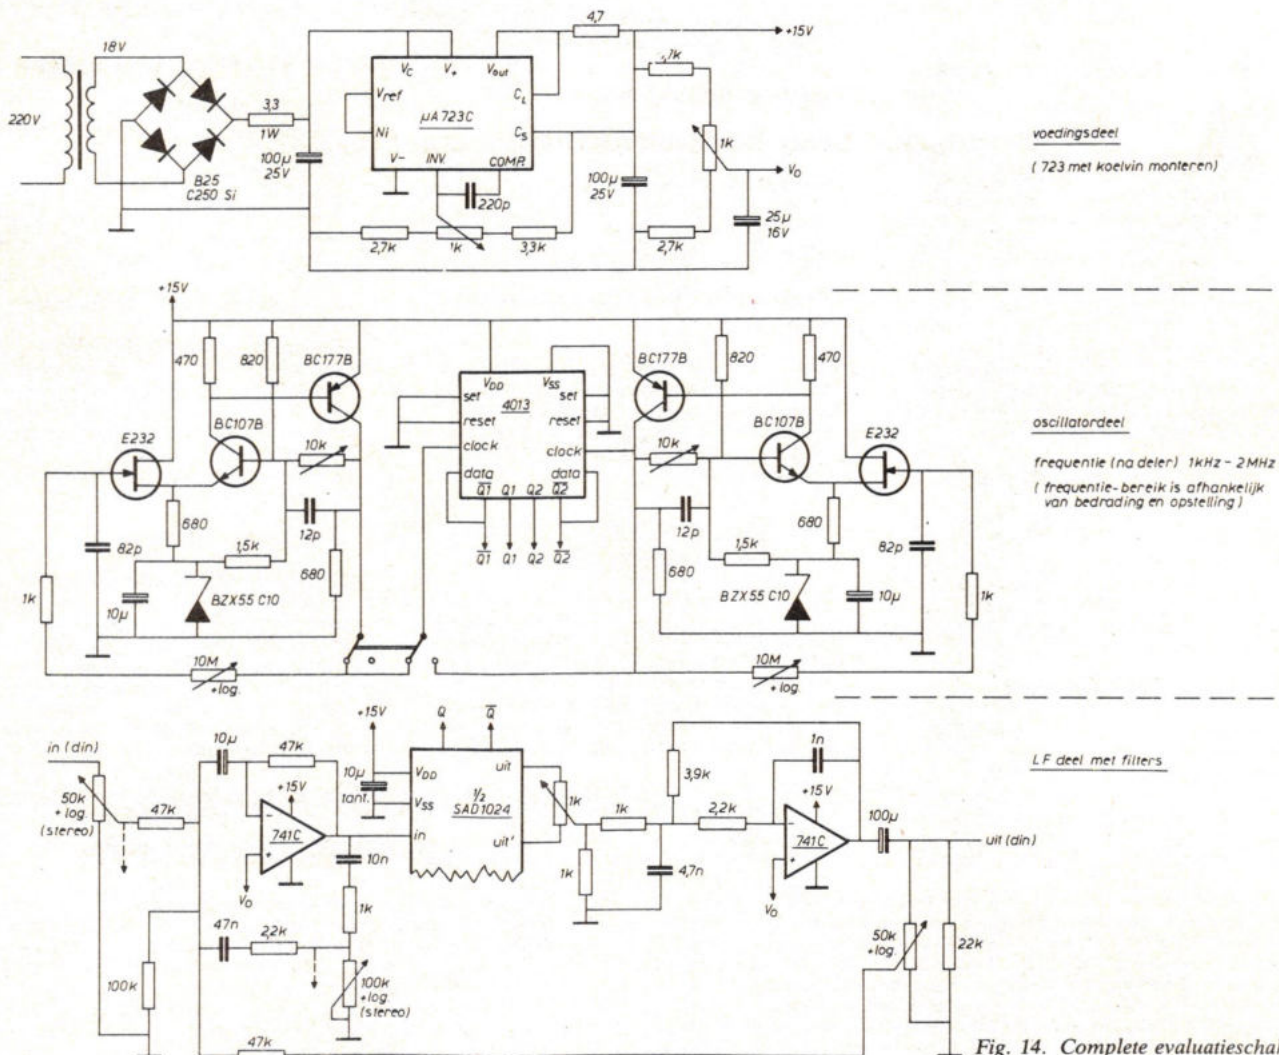 18V
220V
3,3
1W
B25
C250 Si
100µ
25V
VC
V+
Vout
Vref
CL
µA723C
Ni
CS
V-
INV.
COMP.
220p
2,7k
1k
3,3k
4,7
+15V
1k
VO
100µ
25V
2,7k
25µ
16V
voedingsdeel
(723 met koelvin monteren)
+15V
470
820
BC177B
BC107B
E232
10k
680
12p
82p
1,5k
680
1k
10µ
BZX55 C10
10M
+log.
VDD
VSS
4013
set
set
reset
reset
clock
clock
data
data
Q1 Q1 Q2 Q2
Q1 Q1 Q2 Q2
BC177B
820
470
BC107B
E232
10k
12p
680
1,5k
680
82p
BZX55 C10
10µ
1k
10M
+log.
oscillatordeel
frequentie (na deler) 1kHz - 2MHz
( frequentie-bereik is afhankelijk
van bedrading en opstelling )
in (din)
50k
+log.
(stereo)
47k
10µ
47k
+15V
741C
VO
10n
1k
47n
2,2k
100k
100k
+log.
(stereo)
47k
+15V
10µ
tant.
Q
Q
VDD
VSS
½
SAD1024
in
uit
uit'
1k
1k
1k
4,7n
3,9k
2,2k
1n
+15V
741C
VO
100µ
uit (din)
50k
+log.
22k
LF deel met filters
Fig. 14. Complete evaluatieschal